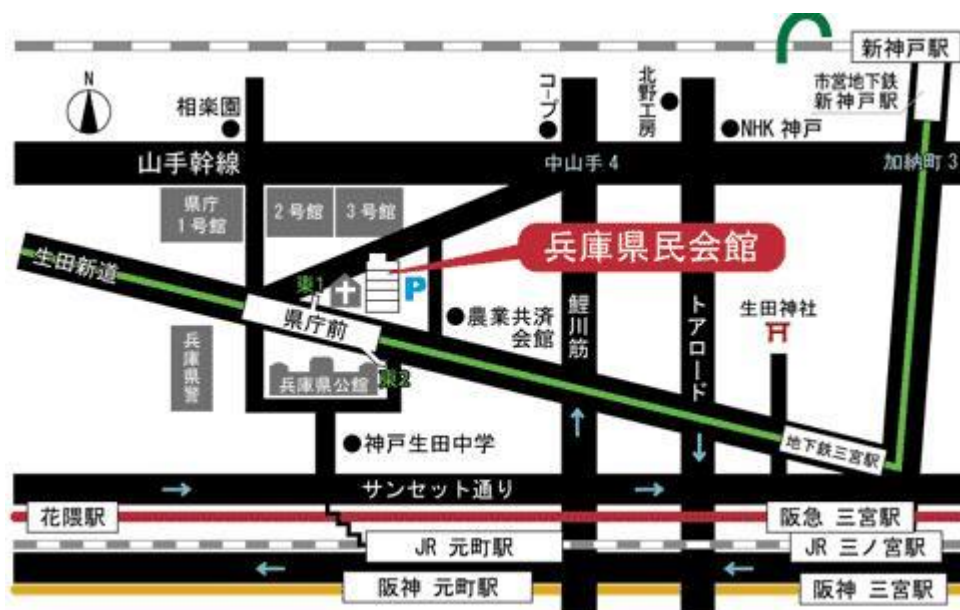 新神戸駅
N
市営地下鉄
新神戸駅
相楽園
コープ
北野工房
NHK 神戸
山手幹線
中山手 4
加納町 3
県庁
1号館
2号館
3号館
兵庫県民会館
生田新道
東1
P
県庁前
農業共済
会館
鯉川筋
トアロード
生田神社
兵庫県警
兵庫県公館
東2
神戸生田中学
地下鉄三宮駅
サンセット通り
花隈駅
阪急 三宮駅
JR 元町駅
JR 三ノ宮駅
阪神 元町駅
阪神 三宮駅